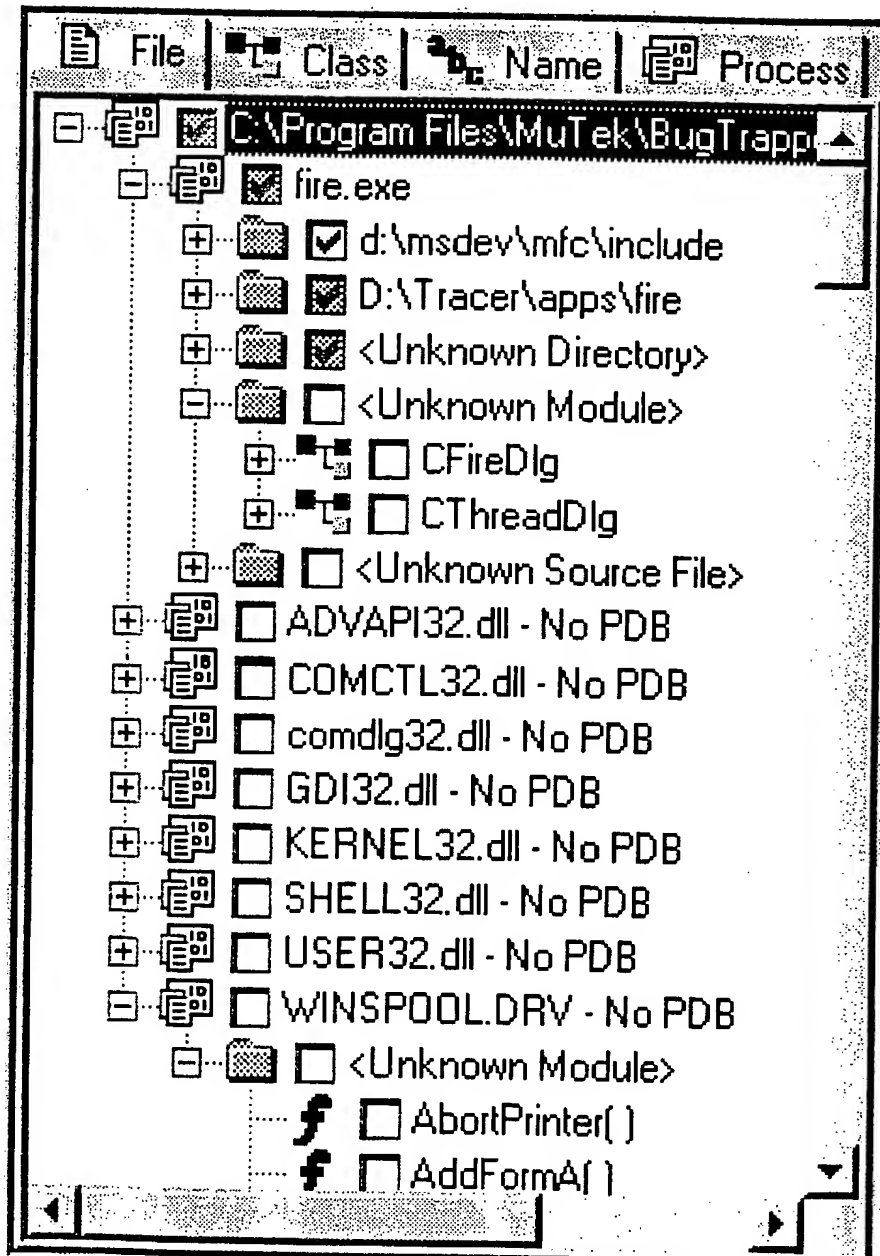 File Class Name Process
C:\Program Files\MuTek\BugTrapp
fire.exe
d:\msdev\mfc\include
D:\Tracer\apps\fire
<Unknown Directory>
<Unknown Module>
CFireDlg
CThreadDlg
<Unknown Source File>
ADVAPI32.dll - No PDB
COMCTL32.dll - No PDB
comdlg32.dll - No PDB
GDI32.dll - No PDB
KERNEL32.dll - No PDB
SHELL32.dll - No PDB
USER32.dll - No PDB
WINSPOOL.DRV - No PDB
<Unknown Module>
AbortPrinter( )
AddFormA( )